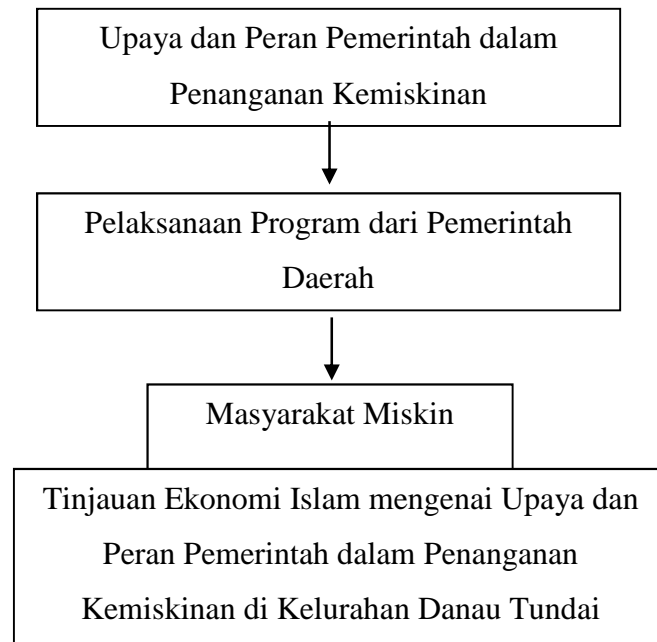 Upaya dan Peran Pemerintah dalam
Penanganan Kemiskinan
Pelaksanaan Program dari Pemerintah
Daerah
Masyarakat Miskin
Tinjauan Ekonomi Islam mengenai Upaya dan
Peran Pemerintah dalam Penanganan
Kemiskinan di Kelurahan Danau Tundai